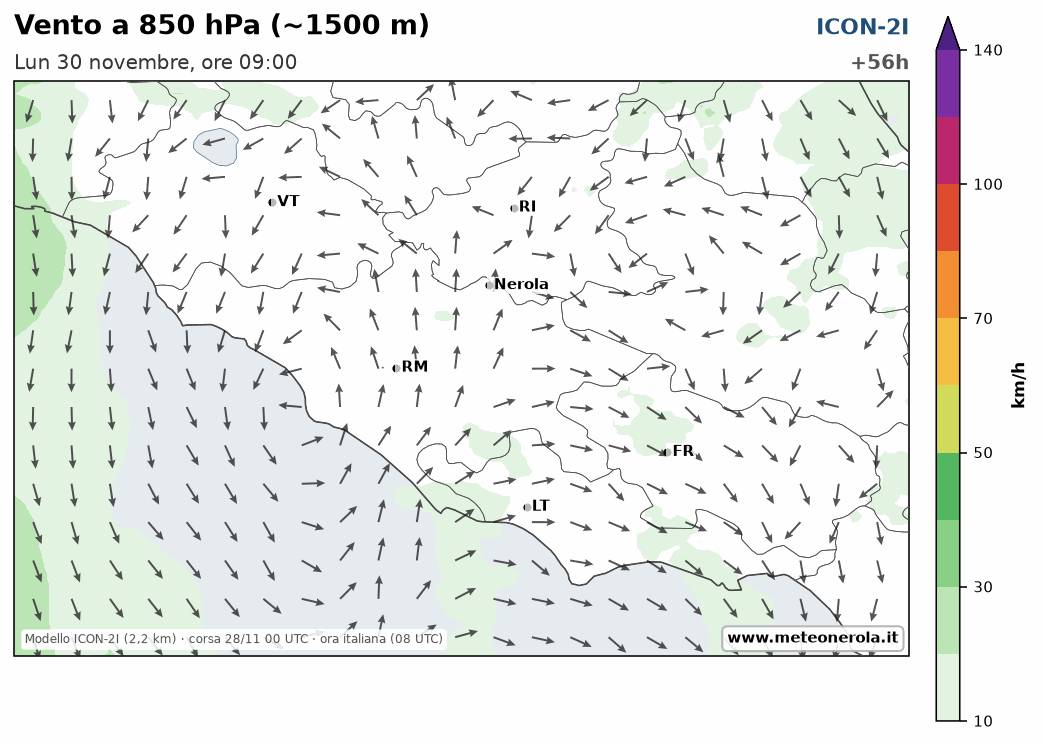 Vento a 850 hPa (~1500 m)
ICON-2I
Lun 30 novembre, ore 09:00
+56h
140
100
70
50
30
10
km/h
VT
RI
Nerola
RM
FR
LT
Modello ICON-2I (2,2 km) · corsa 28/11 00 UTC · ora italiana (08 UTC)
www.meteonerola.it